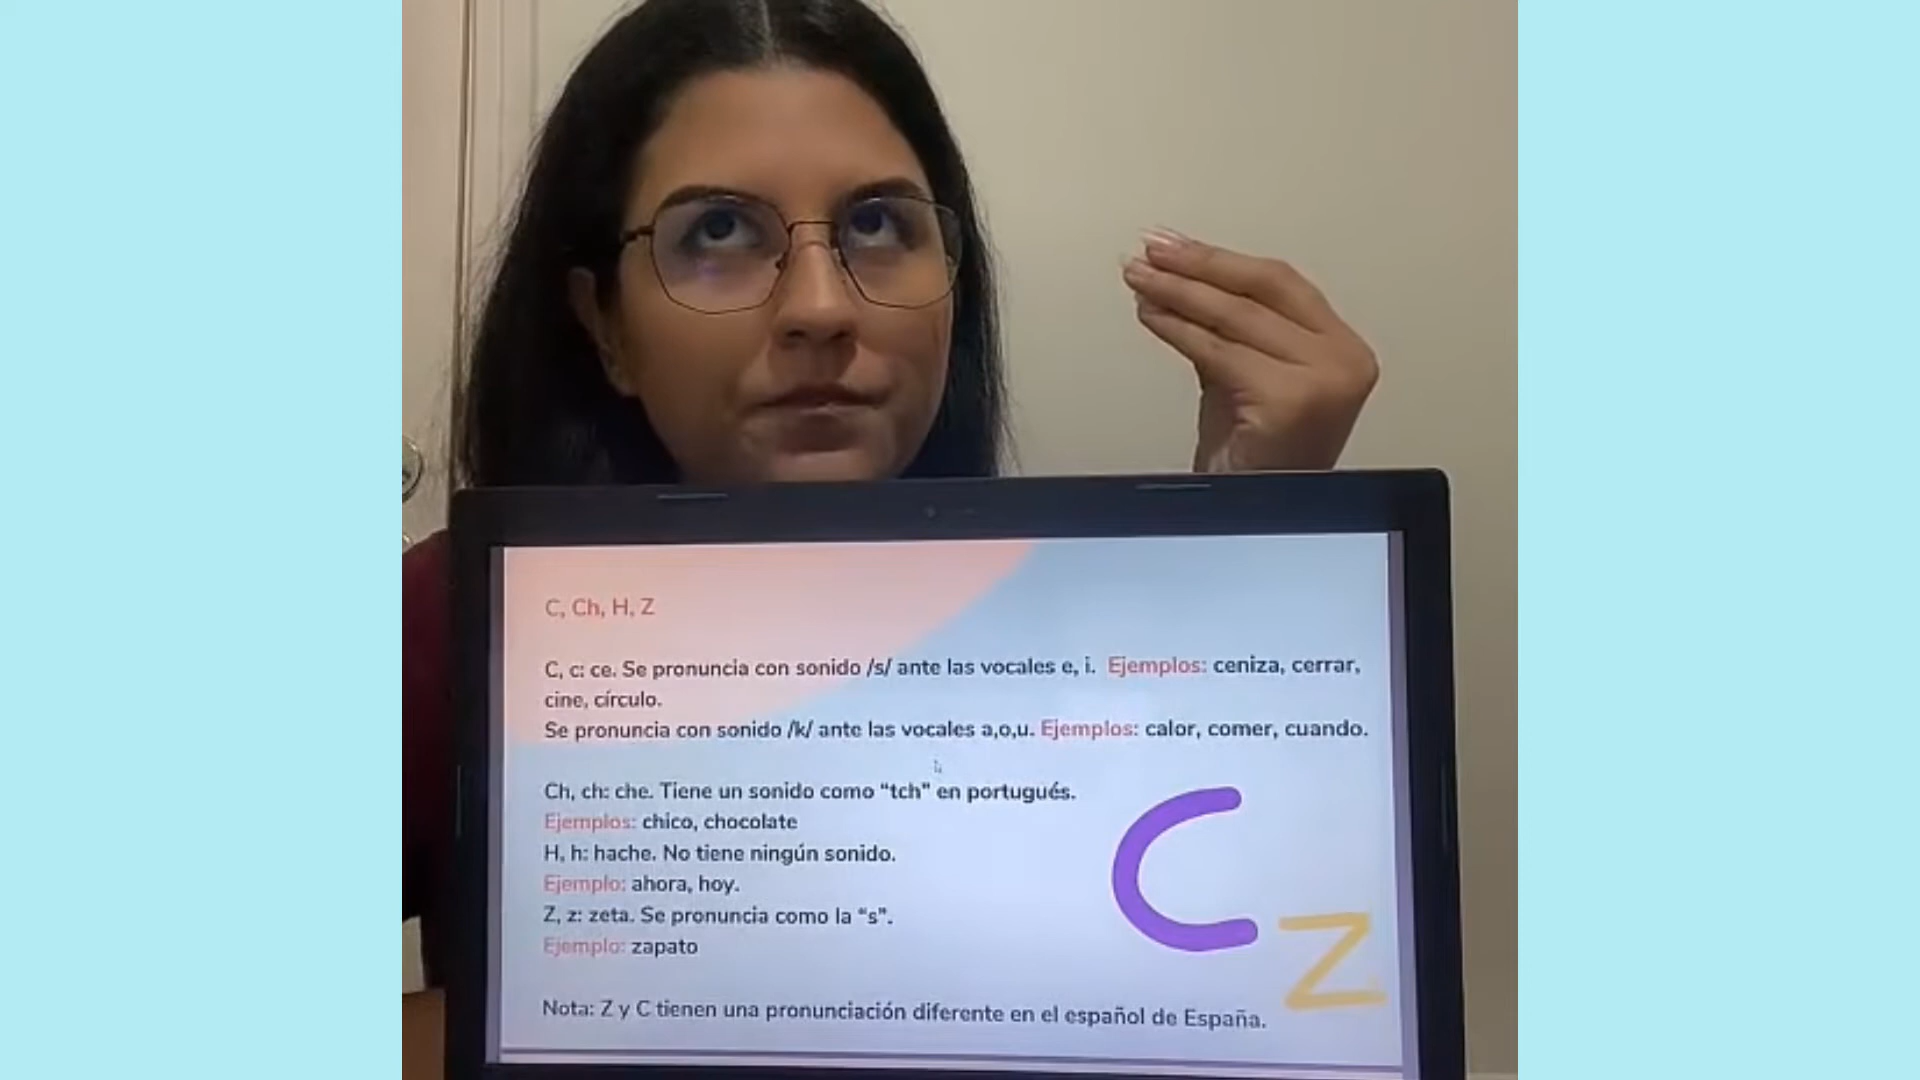 C, Ch, H, Z
C, c: ce. Se pronuncia con sonido /s/ ante las vocales e, i. Ejemplos: ceniza, cerrar,
cine, círculo.
Se pronuncia con sonido /k/ ante las vocales a,o,u. Ejemplos: calor, comer, cuando.
Ch, ch: che. Tiene un sonido como “tch” en portugués.
Ejemplos: chico, chocolate
H, h: hache. No tiene ningún sonido.
Ejemplo: ahora, hoy.
Z, z: zeta. Se pronuncia como la “s”.
Ejemplo: zapato
C
Z
Nota: Z y C tienen una pronunciación diferente en el español de España.